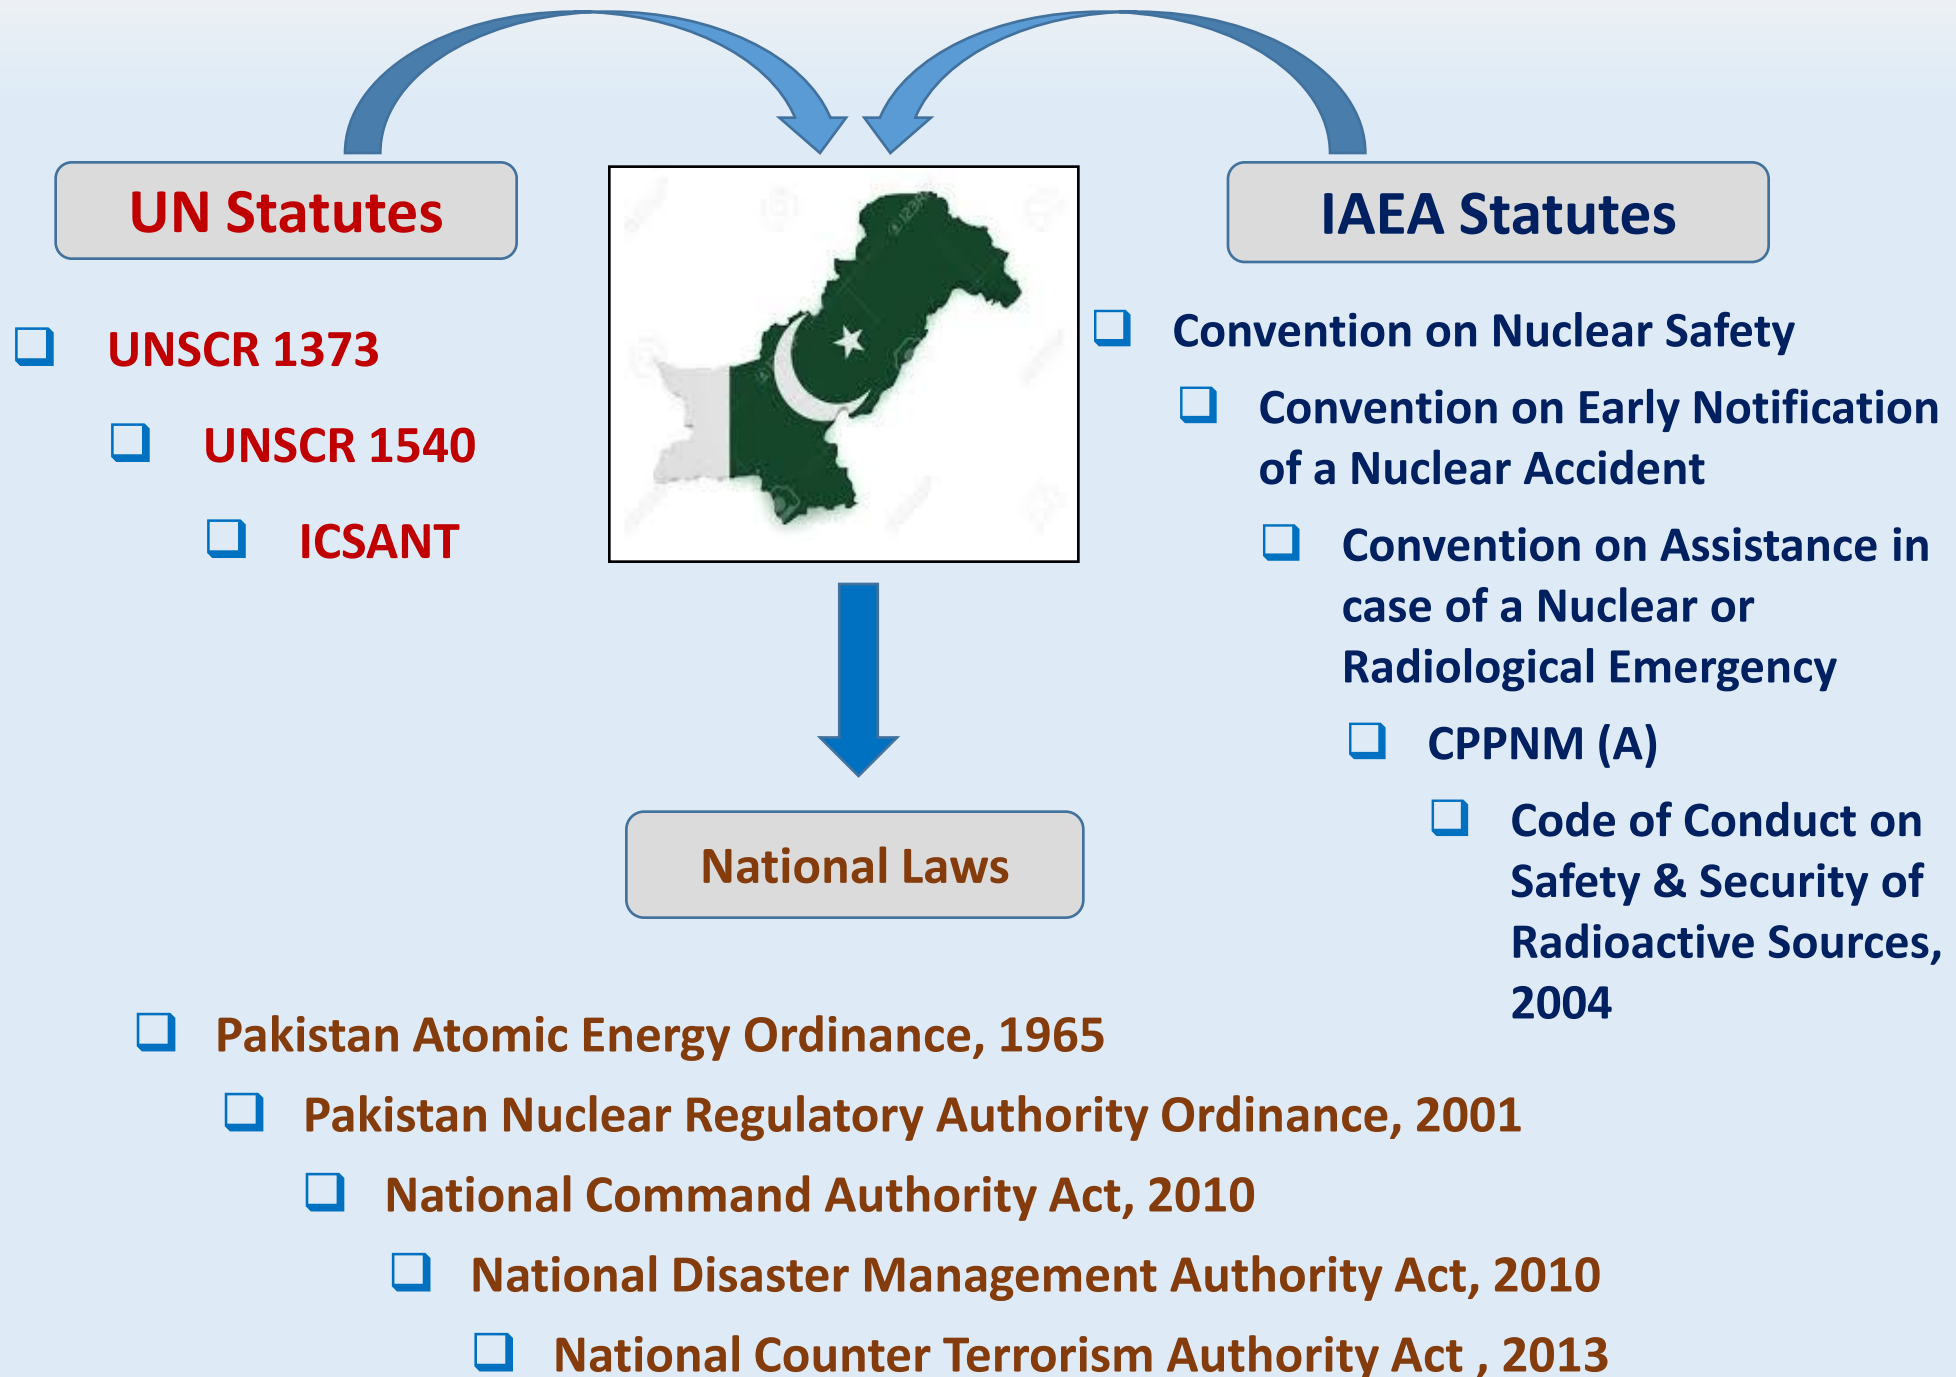 UN Statutes
UNSCR 1373
UNSCR 1540
ICSANT
IAEA Statutes
Convention on Nuclear Safety
Convention on Early Notification
of a Nuclear Accident
Convention on Assistance in
case of a Nuclear or
Radiological Emergency
CPPNM (A)
Code of Conduct on
Safety & Security of
Radioactive Sources,
2004
National Laws
Pakistan Atomic Energy Ordinance, 1965
Pakistan Nuclear Regulatory Authority Ordinance, 2001
National Command Authority Act, 2010
National Disaster Management Authority Act, 2010
National Counter Terrorism Authority Act , 2013